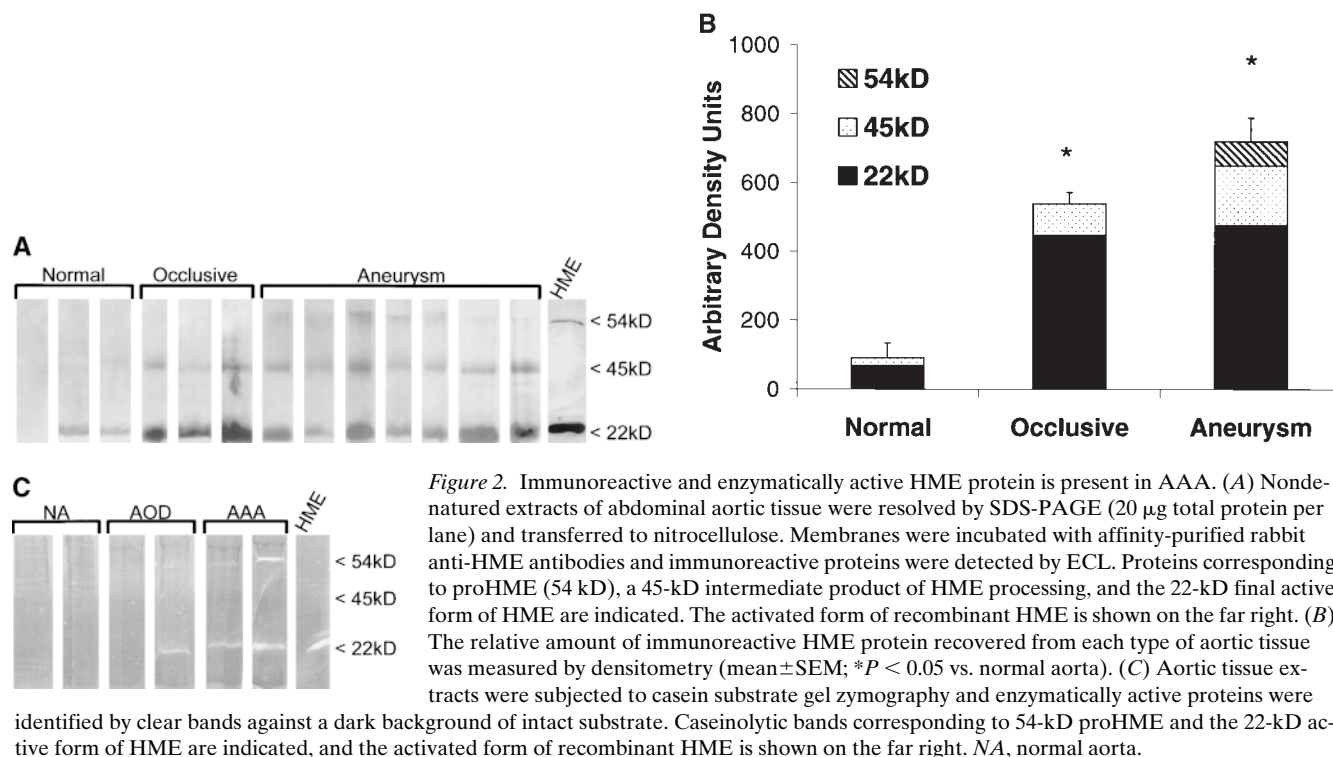 B
1000
800
600
400
200
0
Arbitrary Density Units
54kD
45kD
22kD
*
*
Normal
Occlusive
Aneurysm
A
Normal
Occlusive
Aneurysm
HME
< 54kD
< 45kD
< 22kD
C
NA
AOD
AAA
HME
< 54kD
< 45kD
< 22kD
Figure 2. Immunoreactive and enzymatically active HME protein is present in AAA. (A) Nonde-
natured extracts of abdominal aortic tissue were resolved by SDS-PAGE (20 μg total protein per
lane) and transferred to nitrocellulose. Membranes were incubated with affinity-purified rabbit
anti-HME antibodies and immunoreactive proteins were detected by ECL. Proteins corresponding
to proHME (54 kD), a 45-kD intermediate product of HME processing, and the 22-kD final active
form of HME are indicated. The activated form of recombinant HME is shown on the far right. (B)
The relative amount of immunoreactive HME protein recovered from each type of aortic tissue
was measured by densitometry (mean±SEM; *P < 0.05 vs. normal aorta). (C) Aortic tissue ex-
tracts were subjected to casein substrate gel zymography and enzymatically active proteins were
identified by clear bands against a dark background of intact substrate. Caseinolytic bands corresponding to 54-kD proHME and the 22-kD ac-
tive form of HME are indicated, and the activated form of recombinant HME is shown on the far right. NA, normal aorta.